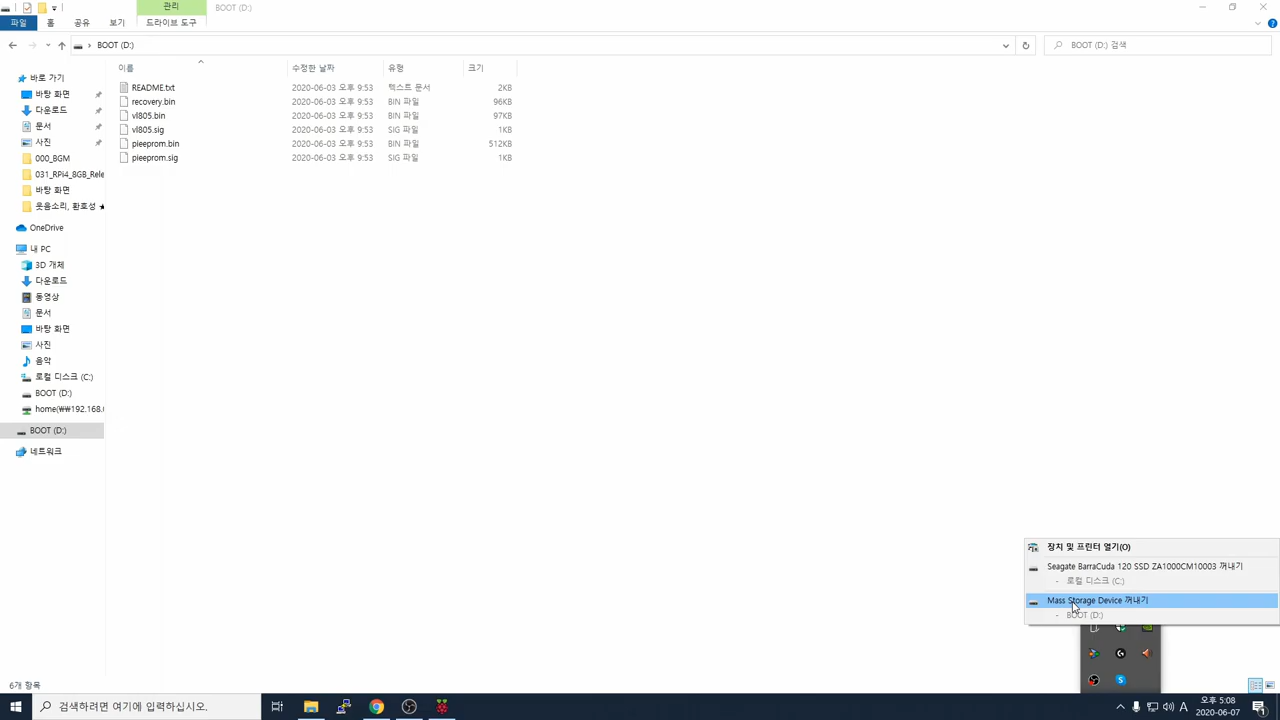 관리
BOOT (D:)
파일
홈
공유
보기
드라이브 도구
BOOT (D:)
BOOT (D:) 검색
이름
수정한 날짜
유형
크기
README.txt 2020-06-03 오후 9:53 텍스트 문서 2KB
recovery.bin 2020-06-03 오후 9:53 BIN 파일 96KB
vl805.bin 2020-06-03 오후 9:53 BIN 파일 97KB
vl805.sig 2020-06-03 오후 9:53 SIG 파일 1KB
pieeprom.bin 2020-06-03 오후 9:53 BIN 파일 512KB
pieeprom.sig 2020-06-03 오후 9:53 SIG 파일 1KB
바로 가기
바탕 화면
다운로드
문서
사진
000_BGM
031_RPi4_8GB_Rele
바탕 화면
웃음소리, 환호성 ★
OneDrive
내 PC
3D 개체
다운로드
동영상
문서
바탕 화면
사진
음악
로컬 디스크 (C:)
BOOT (D:)
home(₩₩192.168.0
BOOT (D:)
네트워크
장치 및 프린터 열기(O)
Seagate BarraCuda 120 SSD ZA1000CM10003 꺼내기
- 로컬 디스크 (C:)
Mass Storage Device 꺼내기
- BOOT (D:)
6개 항목
검색하려면 여기에 입력하십시오.
A
오후 5:08
2020-06-07
1